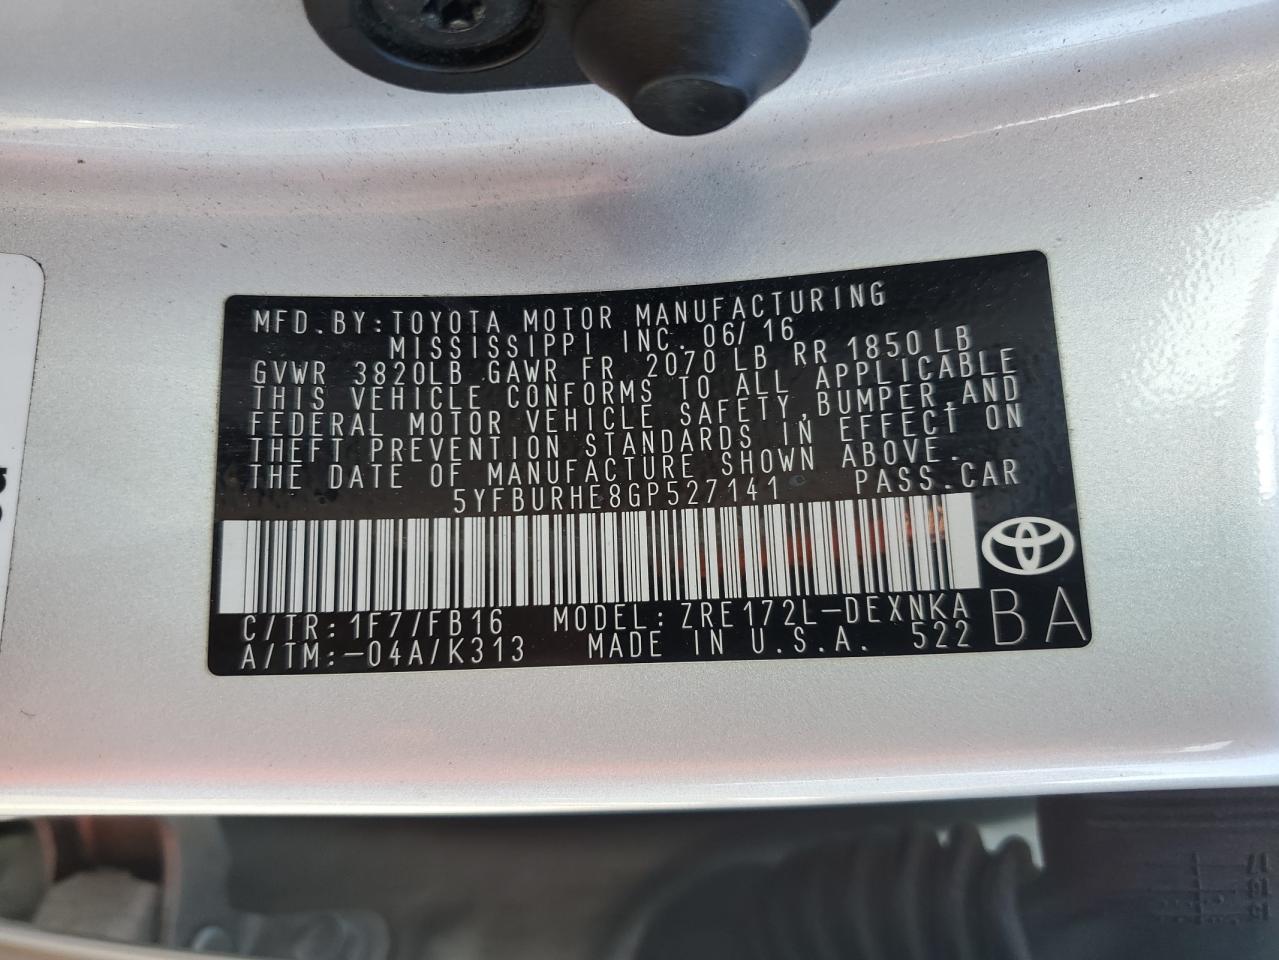 MFD.BY:TOYOTA MOTOR MANUFACTURING
MISSISSIPPI INC. 06/16
GVWR 3820LB GAWR FR 2070 LB RR 1850 LB
THIS VEHICLE CONFORMS TO ALL APPLICABLE
FEDERAL MOTOR VEHICLE SAFETY,BUMPER,AND
THEFT PREVENTION STANDARDS IN EFFECT ON
THE DATE OF MANUFACTURE SHOWN ABOVE.
5YFBURHE8GP527141 PASS.CAR
C/TR:1F7/FB16 MODEL:ZRE172L-DEXNKA
A/TM:-04A/K313 MADE IN U.S.A. 522
BA